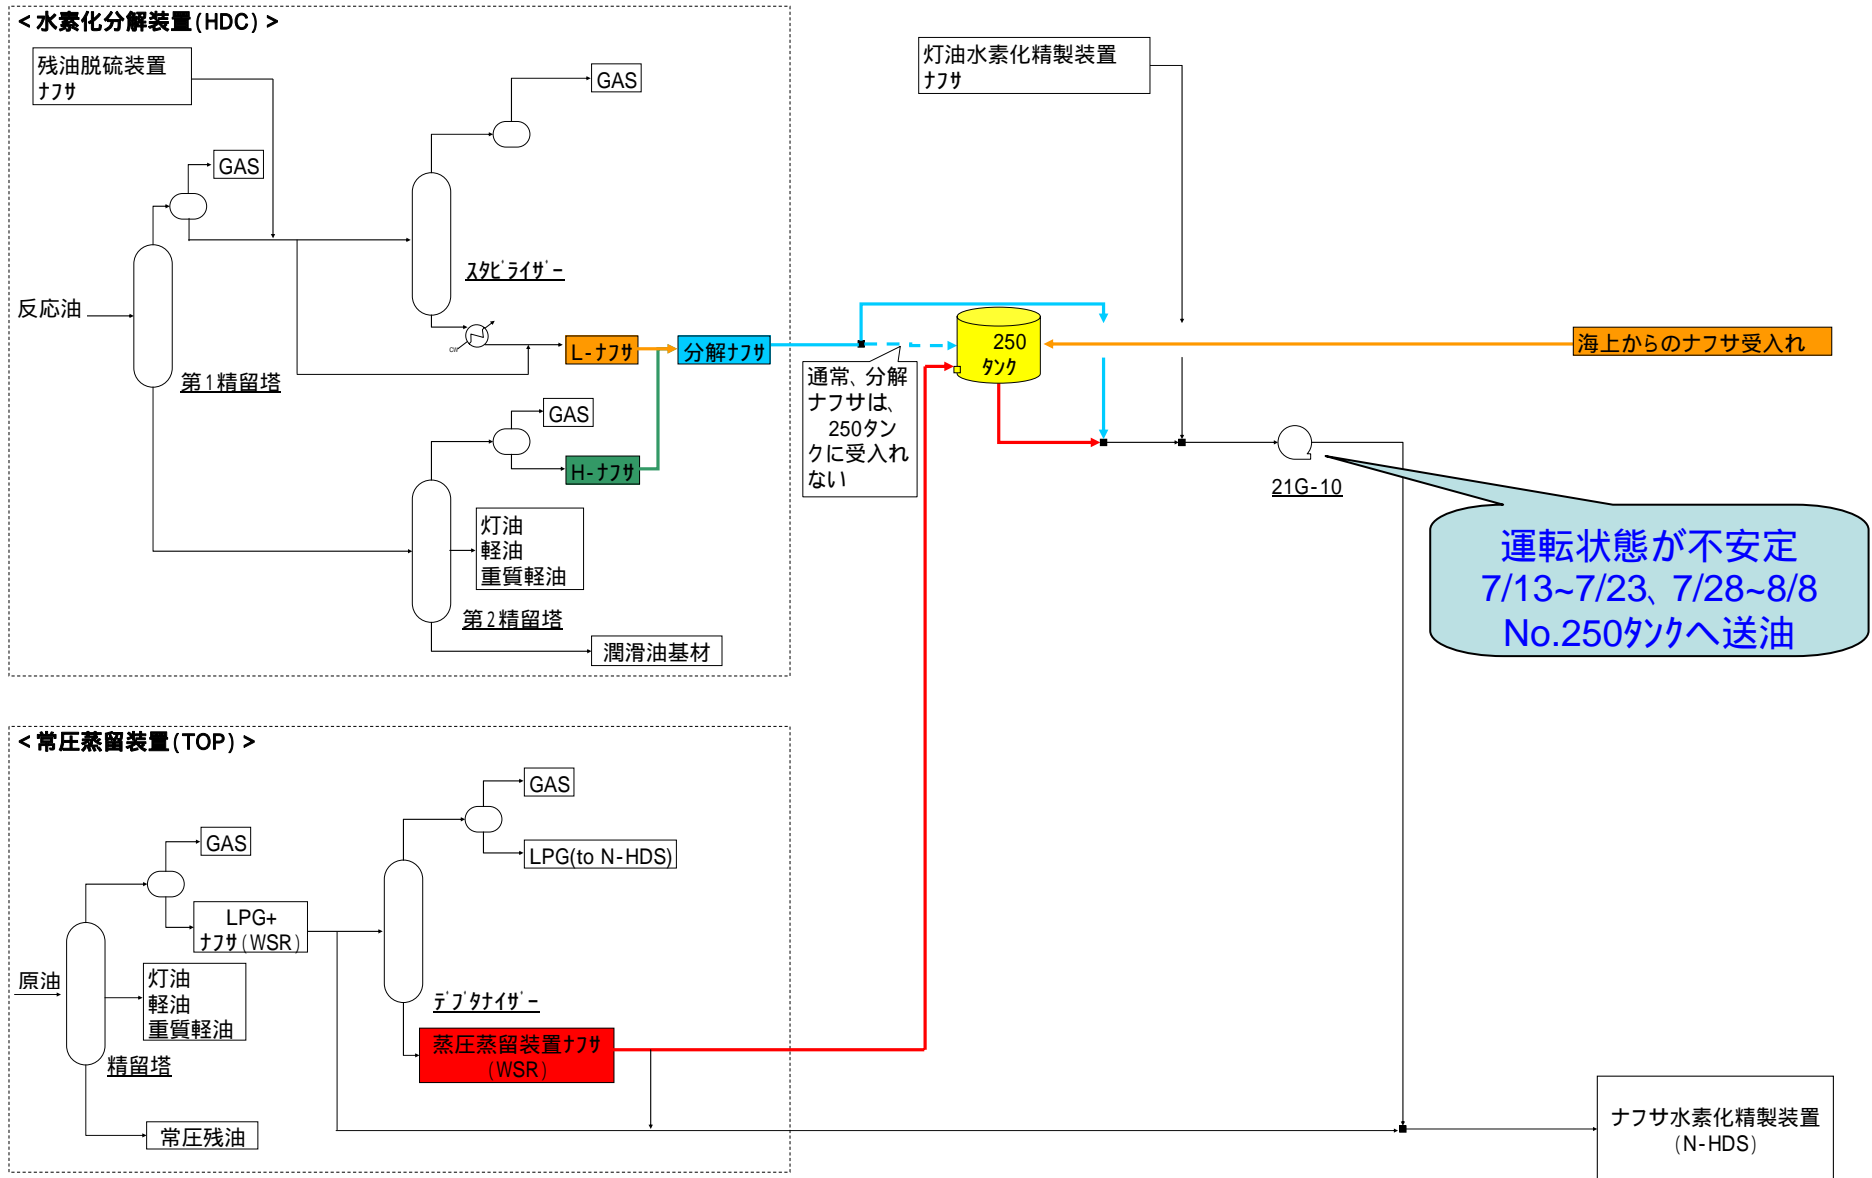 < 水素化分解装置(HDC) >
残油脱硫装置
ﾅﾌｻ
GAS
GAS
反応油
第1精留塔
ｽﾀﾋﾞﾗｲｻﾞｰ
CW
L-ﾅﾌｻ
分解ﾅﾌｻ
GAS
H-ﾅﾌｻ
灯油
軽油
重質軽油
第2精留塔
潤滑油基材
灯油水素化精製装置
ﾅﾌｻ
250
ﾀﾝｸ
通常、分解
ナフサは、
250タン
クに受入れ
ない
海上からのナフサ受入れ
21G-10
運転状態が不安定
7/13~7/23、7/28~8/8
No.250ﾀﾝｸへ送油
< 常圧蒸留装置(TOP) >
GAS
GAS
LPG(to N-HDS)
LPG+
ﾅﾌｻ(WSR)
原油
灯油
軽油
重質軽油
精留塔
常圧残油
ﾃﾞﾌﾞﾀﾅｲｻﾞｰ
蒸圧蒸留装置ﾅﾌｻ
(WSR)
ナフサ水素化精製装置
(N-HDS)